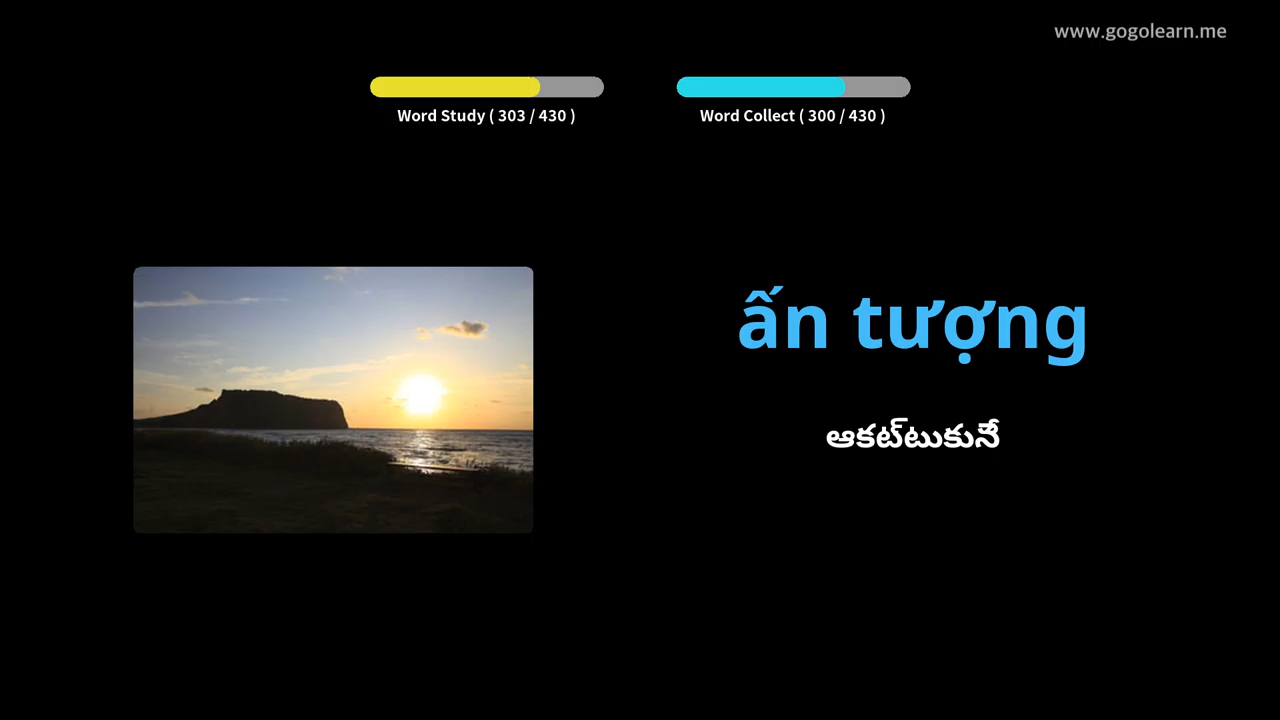 www.gogolearn.me
Word Study ( 303 / 430 )
Word Collect ( 300 / 430 )
ấn tượng
ఆకట్టుకునే